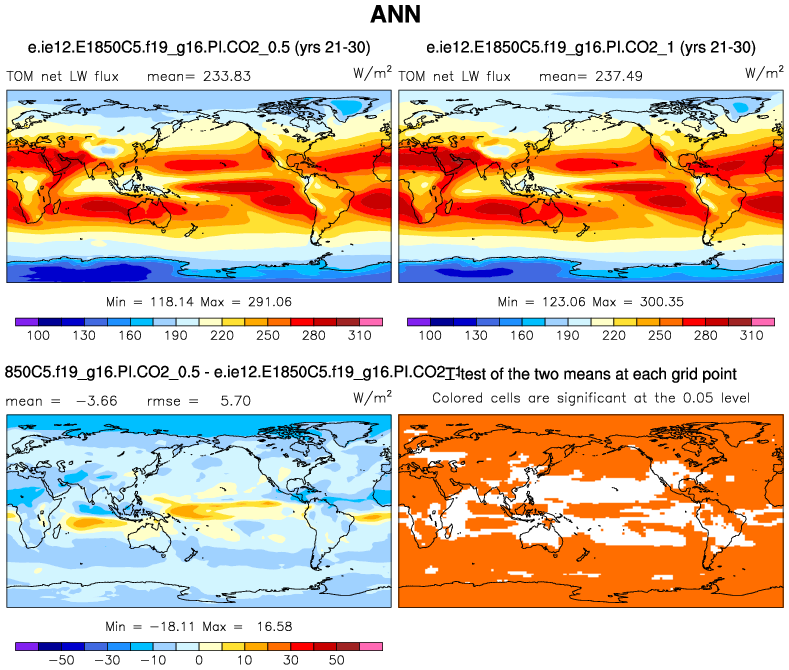 ANN
e.ie12.E1850C5.f19_g16.PI.CO2_0.5 (yrs 21-30)
TOM net LW flux mean= 233.83 W/m²
Min = 118.14 Max = 291.06
100 130 160 190 220 250 280 310
e.ie12.E1850C5.f19_g16.PI.CO2_1 (yrs 21-30)
TOM net LW flux mean= 237.49 W/m²
Min = 123.06 Max = 300.35
100 130 160 190 220 250 280 310
850C5.f19_g16.PI.CO2_0.5 - e.ie12.E1850C5.f19_g16.PI.CO2_1
mean = -3.66 rmse = 5.70 W/m²
Min = -18.11 Max = 16.58
-50 -30 -10 0 10 30 50
T-test of the two means at each grid point
Colored cells are significant at the 0.05 level